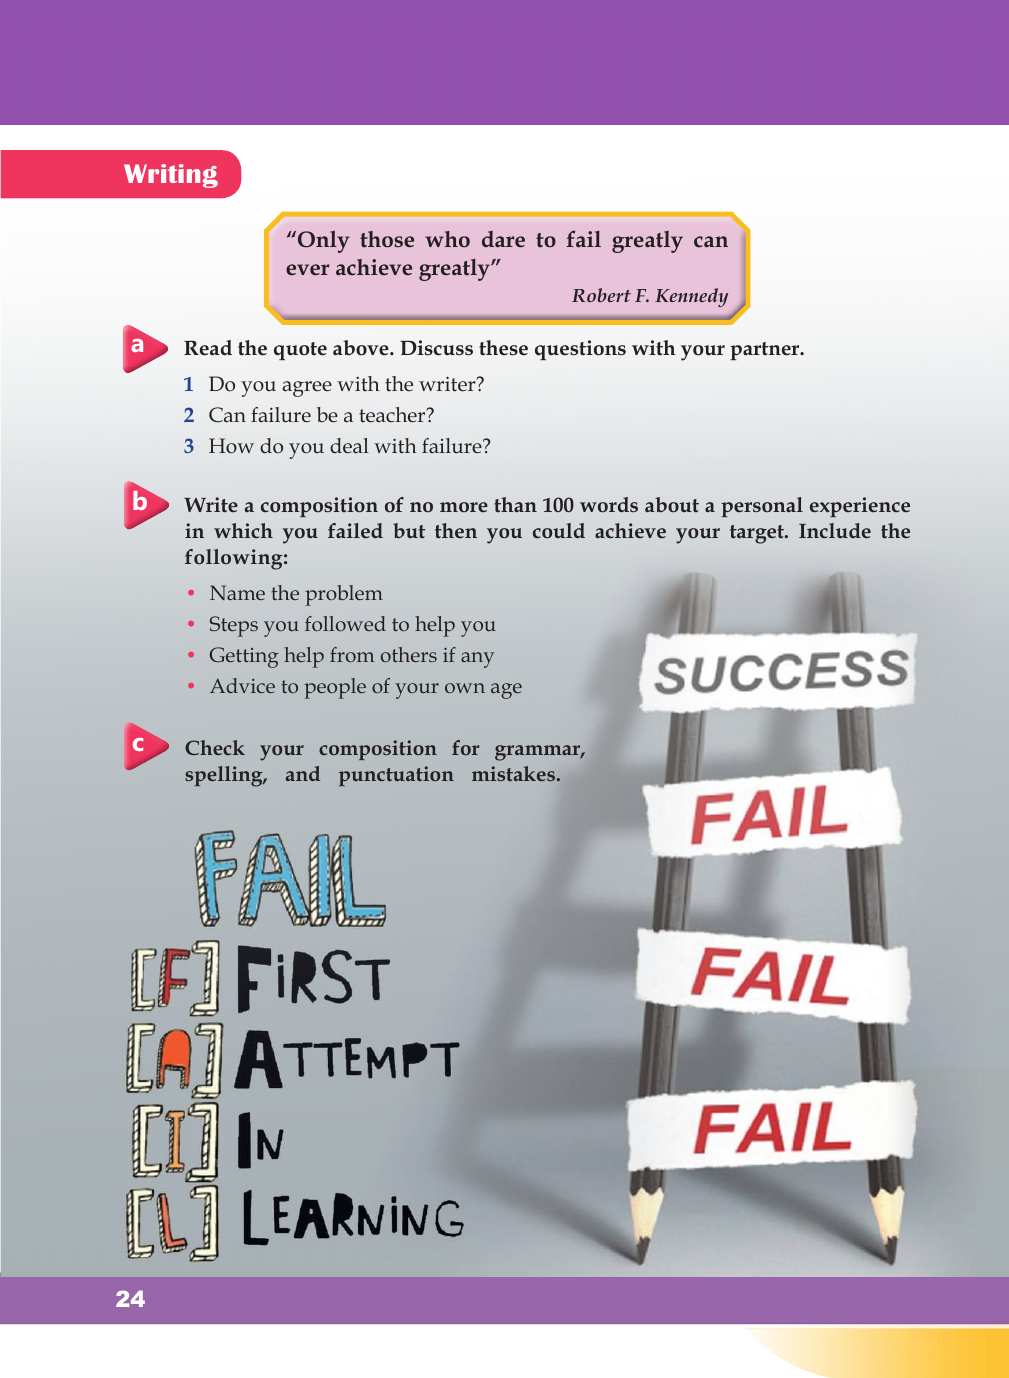 Writing
“Only those who dare to fail greatly can
ever achieve greatly”
Robert F. Kennedy
a Read the quote above. Discuss these questions with your partner.
1 Do you agree with the writer?
2 Can failure be a teacher?
3 How do you deal with failure?
b Write a composition of no more than 100 words about a personal experience
in which you failed but then you could achieve your target. Include the
following:
• Name the problem
• Steps you followed to help you
• Getting help from others if any
• Advice to people of your own age
c Check your composition for grammar,
spelling, and punctuation mistakes.
SUCCESS
FAIL
FAIL
FAIL
FAIL
[F] FiRST
[A] ATTEMPT
[I] IN
[L] LEARNiNG
24